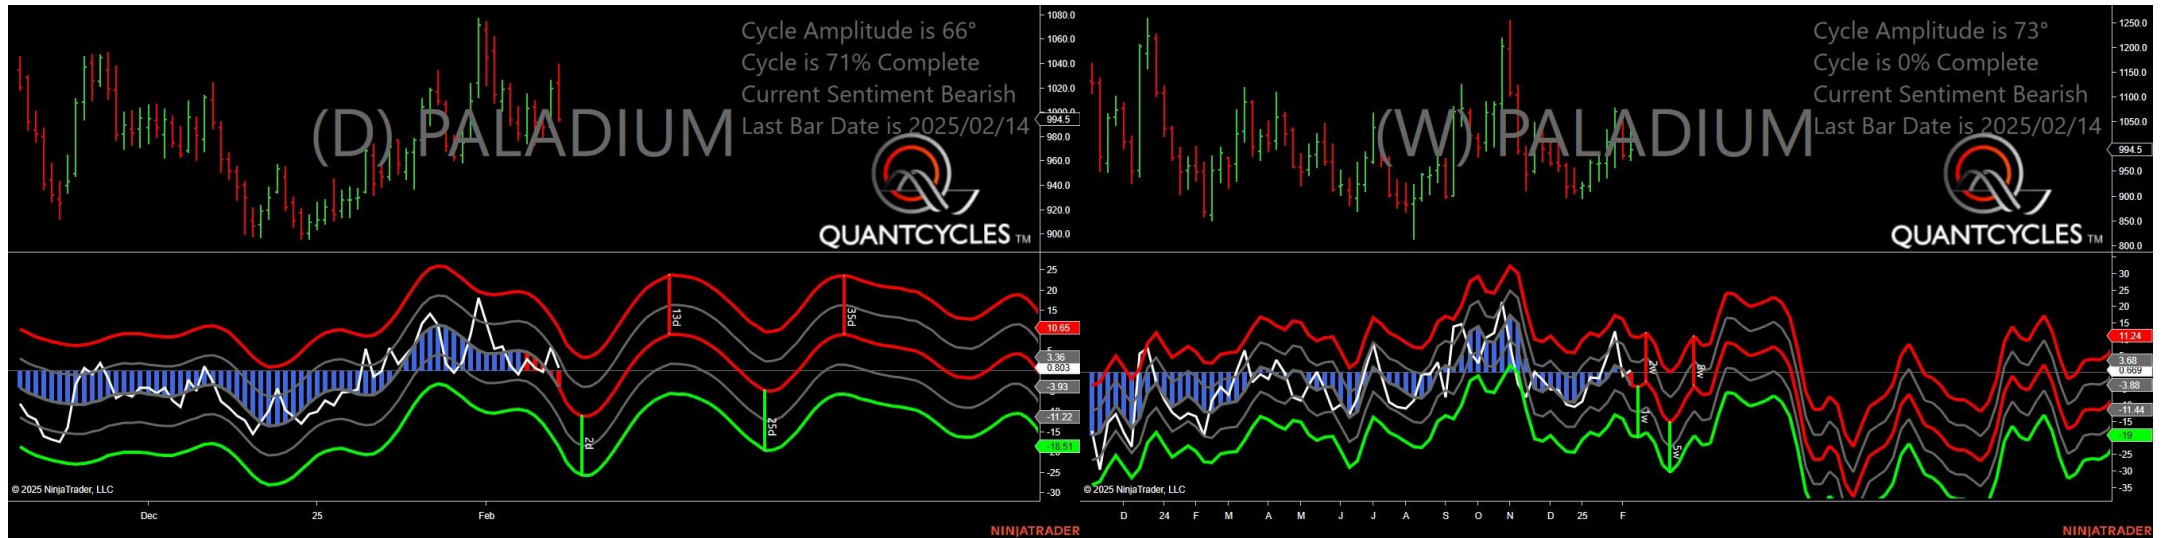 Cycle Amplitude is 66°
Cycle is 71% Complete
Current Sentiment Bearish
Last Bar Date is 2025/02/14
(D) PALADIUM
QUANTCYCLES TM
1080.0
1060.0
1040.0
1020.0
1000.0
994.5
980.0
960.0
940.0
920.0
900.0
25
20
15
10.65
5
3.36
0.803
-3.93
-11.22
-15
-18.51
-25
-30
13d
35d
2d
25d
© 2025 NinjaTrader, LLC
Dec
25
Feb
NINJATRADER
Cycle Amplitude is 73°
Cycle is 0% Complete
Current Sentiment Bearish
Last Bar Date is 2025/02/14
(W) PALADIUM
QUANTCYCLES TM
1250.0
1200.0
1150.0
1100.0
1050.0
994.5
950.0
900.0
850.0
800.0
30
25
20
15
11.24
3.68
0.669
-3.88
-11.44
-15
-19
-25
-30
-35
2w
8w
1w
5w
© 2025 NinjaTrader, LLC
D
24
F
M
A
M
J
J
A
S
O
N
D
25
F
NINJATRADER